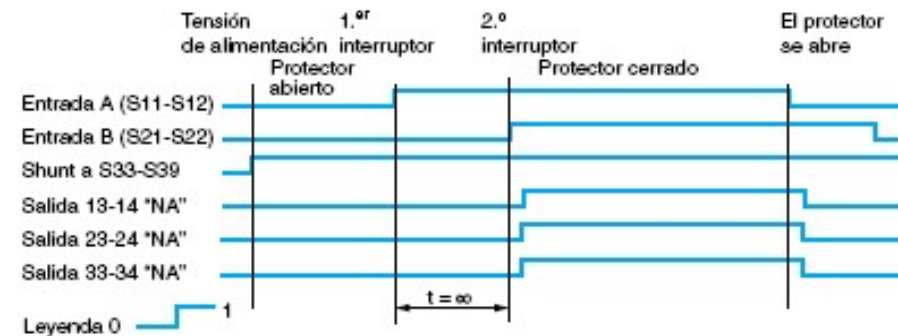 Tensión
de alimentación
1.er
interruptor
2.º
interruptor
El protector
se abre
Protector
abierto
Protector cerrado
Entrada A (S11-S12)
Entrada B (S21-S22)
Shunt a S33-S39
Salida 13-14 "NA"
Salida 23-24 "NA"
Salida 33-34 "NA"
t = ∞
Leyenda 0
1